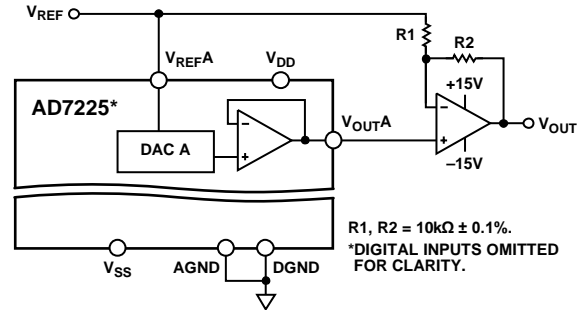 VREF
R1
R2
VREFA
VDD
+15V
AD7225*
−
+
VOUTA
−
+
VOUT
DAC A
−15V
R1, R2 = 10kΩ ± 0.1%.
*DIGITAL INPUTS OMITTED
FOR CLARITY.
VSS
AGND
DGND